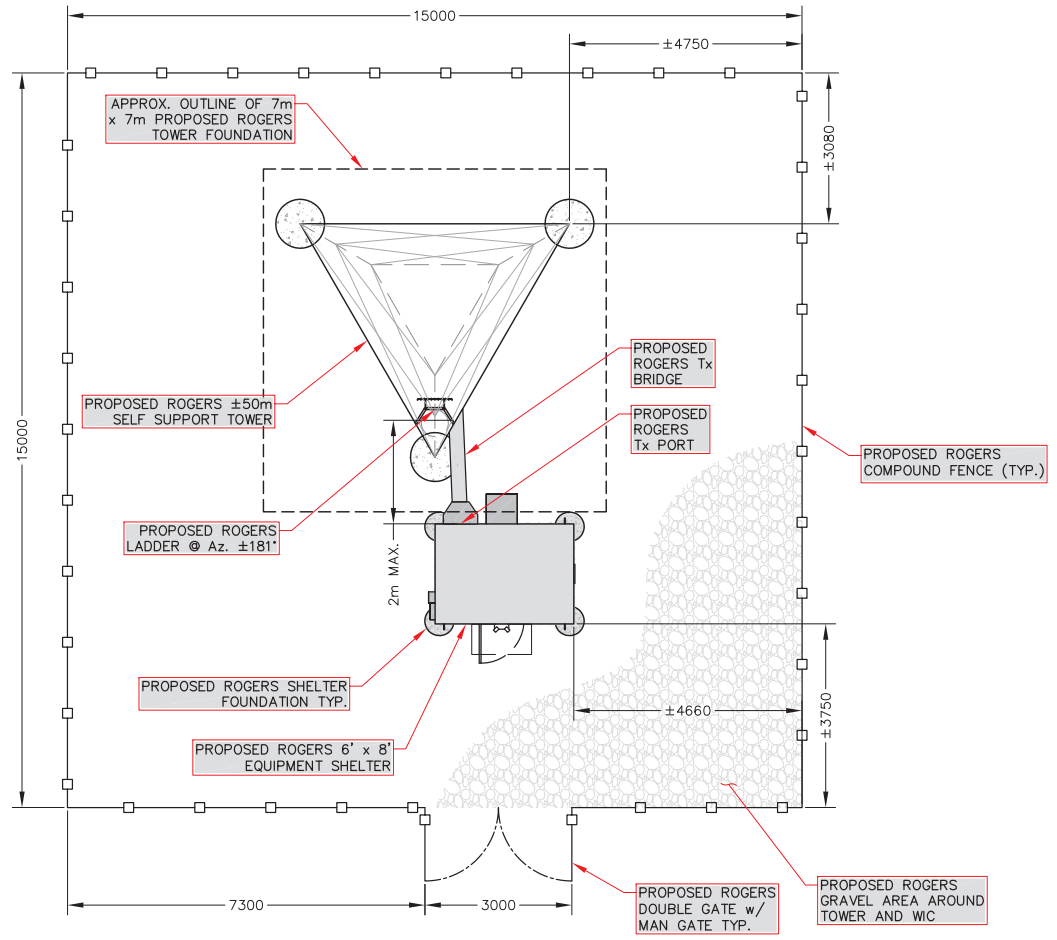 15000
±4750
APPROX. OUTLINE OF 7m
x 7m PROPOSED ROGERS
TOWER FOUNDATION
±3080
PROPOSED
ROGERS Tx
BRIDGE
PROPOSED ROGERS ±50m
SELF SUPPORT TOWER
PROPOSED
ROGERS
Tx PORT
15000
PROPOSED ROGERS
COMPOUND FENCE (TYP.)
PROPOSED ROGERS
LADDER @ Az. ±181°
2m MAX.
PROPOSED ROGERS SHELTER
FOUNDATION TYP.
±4660
±3750
PROPOSED ROGERS 6' x 8'
EQUIPMENT SHELTER
7300
3000
PROPOSED ROGERS
DOUBLE GATE w/
MAN GATE TYP.
PROPOSED ROGERS
GRAVEL AREA AROUND
TOWER AND WIC